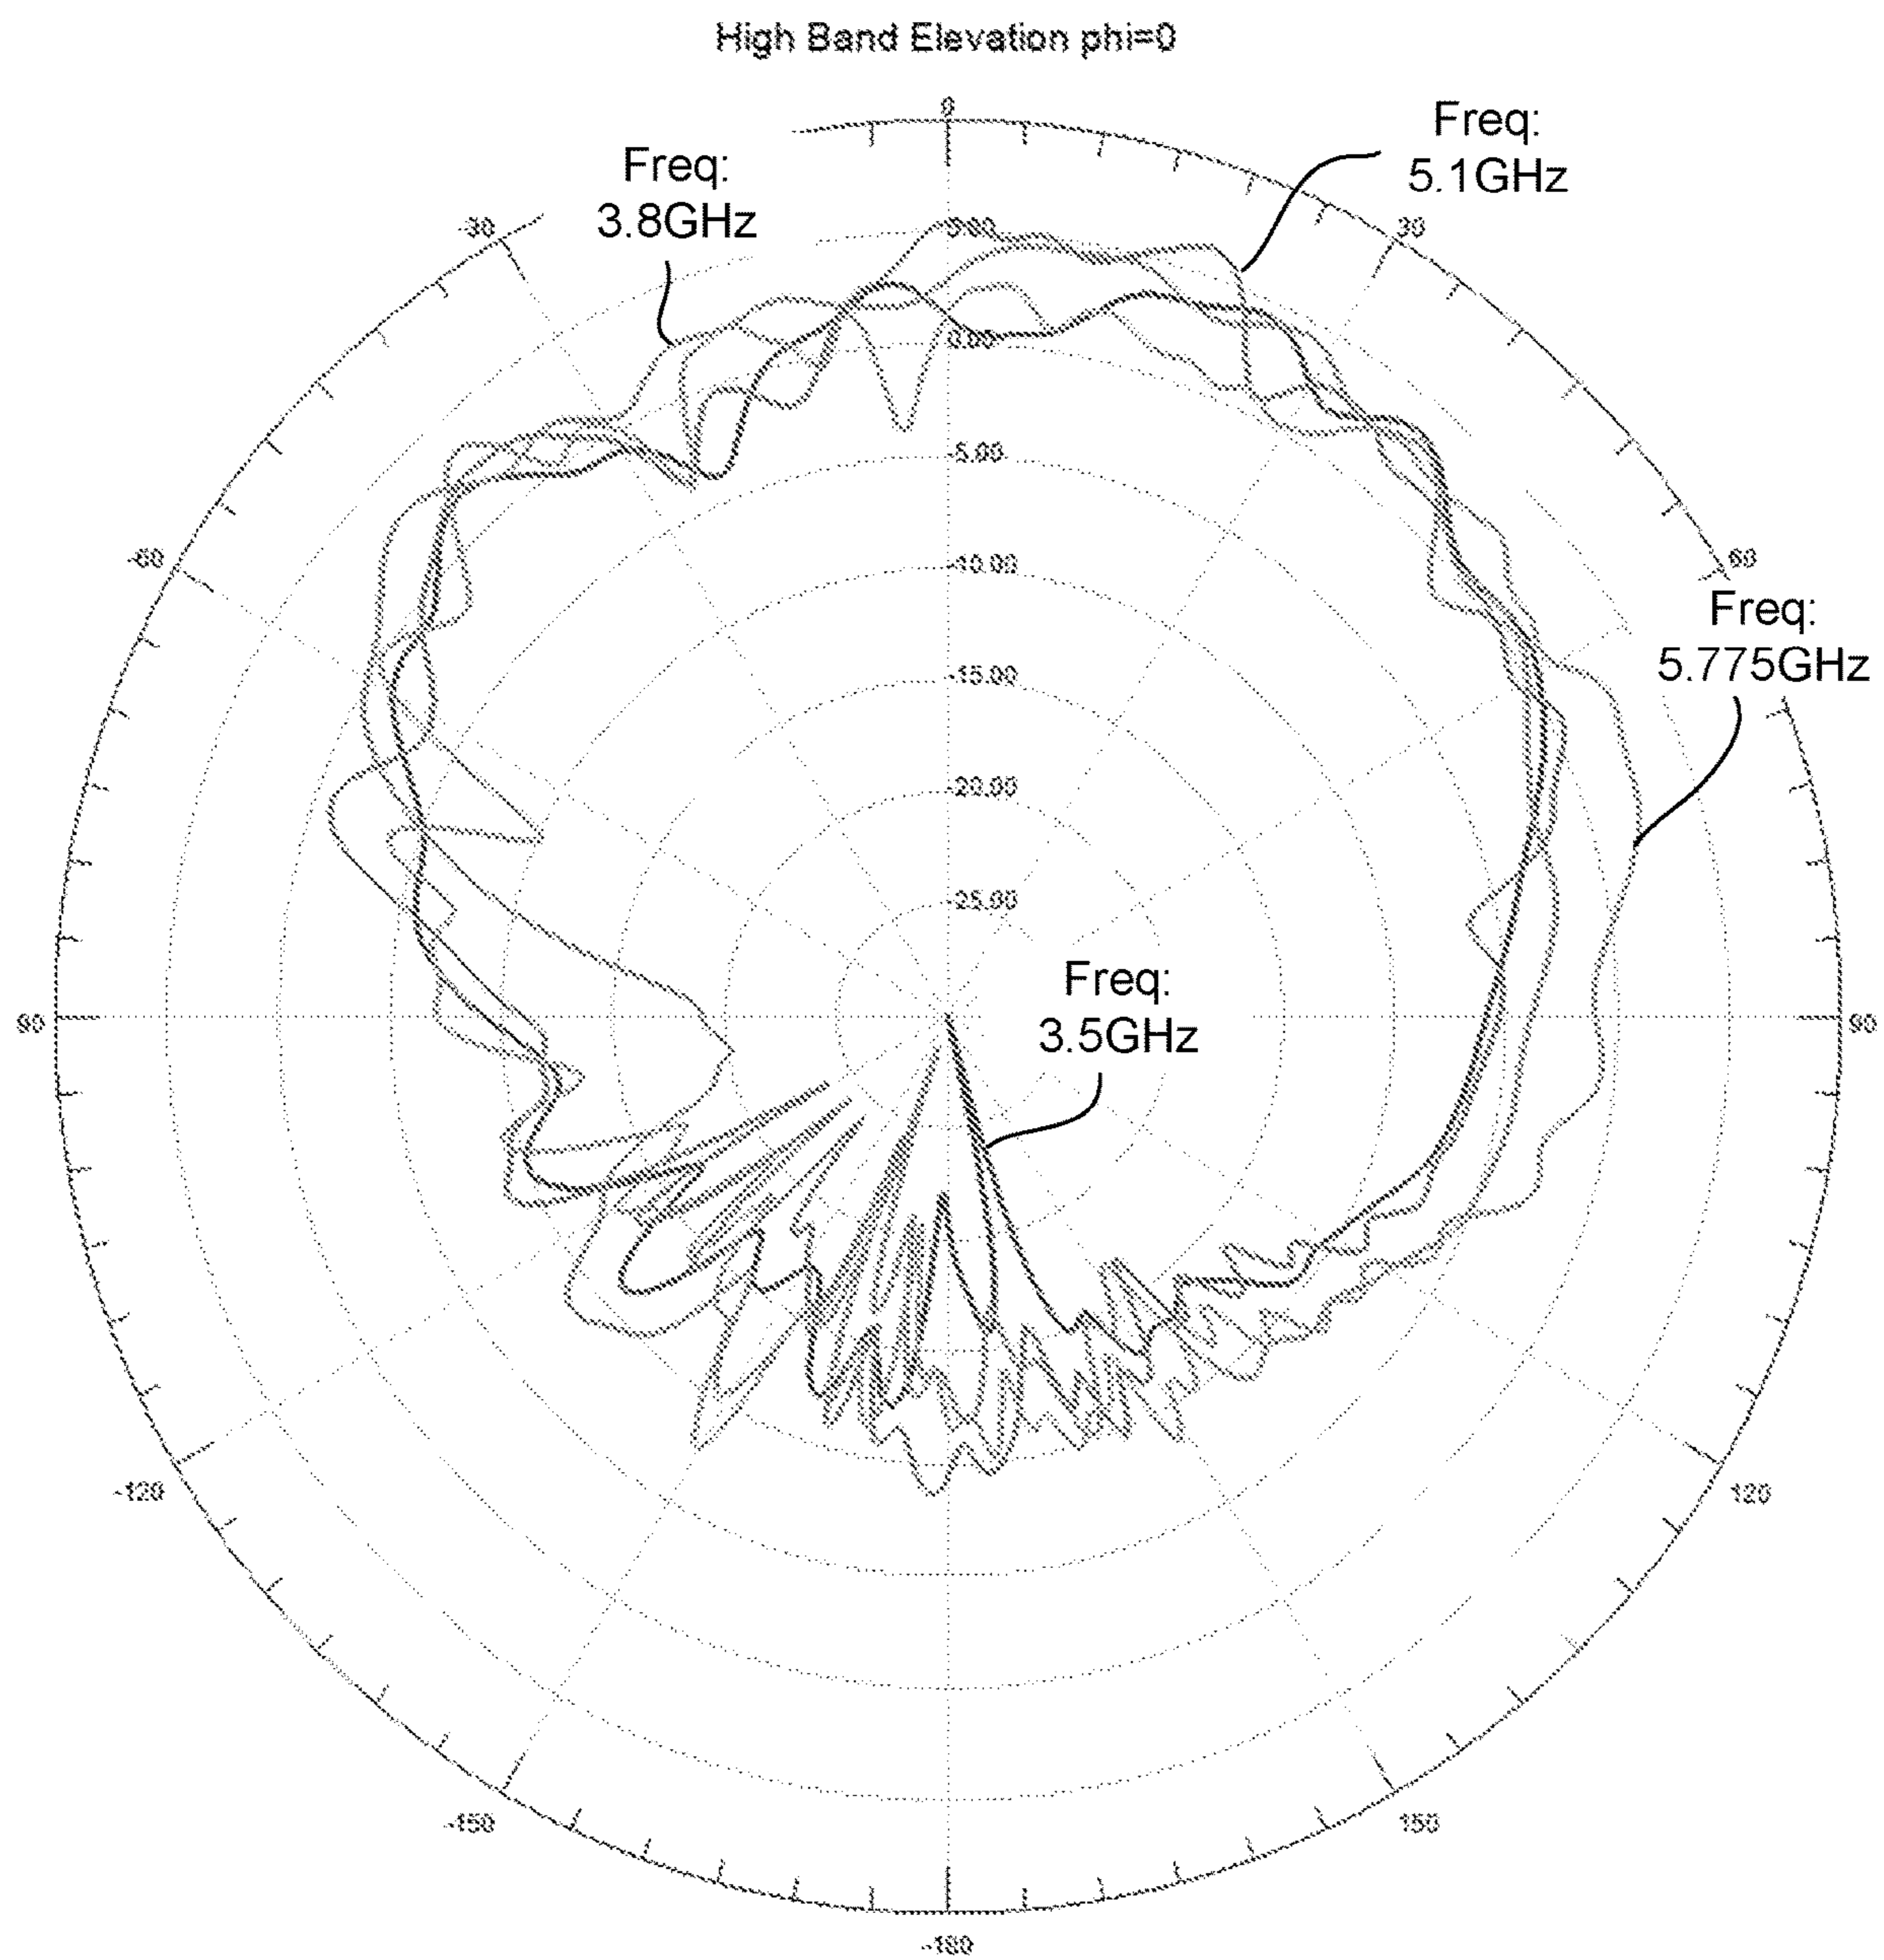 High Band Elevation phi=0
0
Freq:
5.1GHz
Freq:
3.8GHz
-30
5.00
30
0.00
-5.00
-60
-10.00
60
Freq:
5.775GHz
-15.00
-20.00
-25.00
Freq:
3.5GHz
90
90
-120
120
-150
150
-180